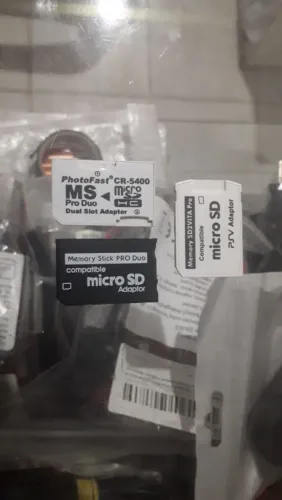 PhotoFast® CR-5400
MS micro
Pro Duo SD HC
Dual Slot Adapter
Memory Stick PRO Duo
compatible
micro SD
Adaptor
Memory SD2VITA Pro
Compatible
micro SD
PSV Adaptor